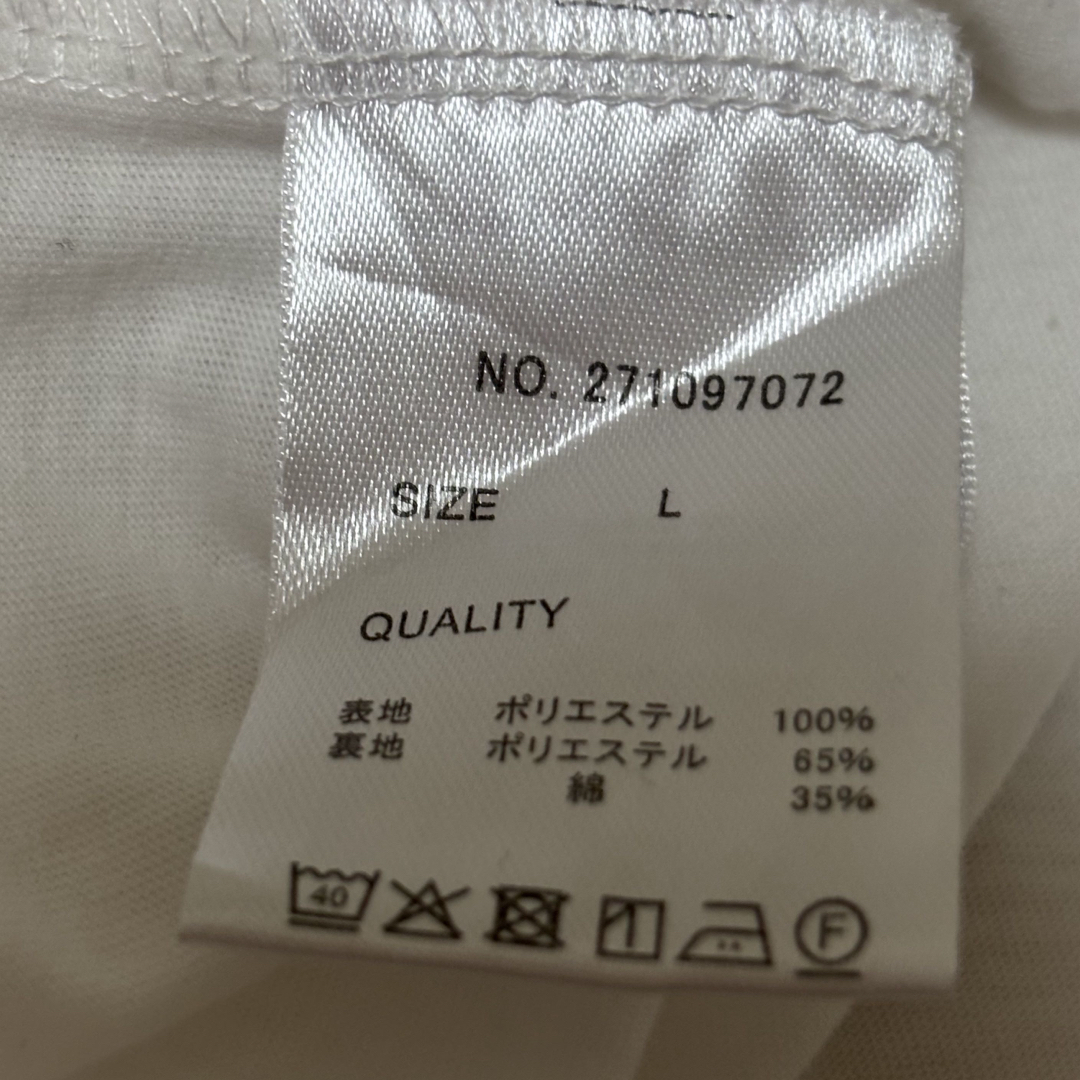 NO. 271097072
SIZE L
QUALITY
表地 ポリエステル 100%
裏地 ポリエステル 65%
綿 35%
40 F